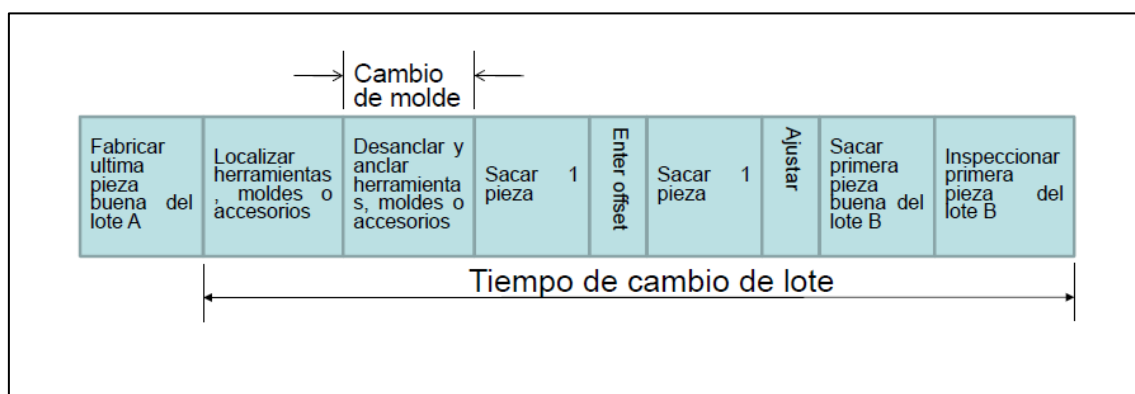 Cambio
de molde
Fabricar
ultima
pieza
buena del
lote A
Localizar
herramientas
, moldes o
accesorios
Desanclar y
anclar
herramienta
s, moldes o
accesorios
Sacar 1
pieza
Enter offset
Sacar 1
pieza
Ajustar
Sacar
primera
pieza
buena del
lote B
Inspeccionar
primera
pieza del
lote B
Tiempo de cambio de lote